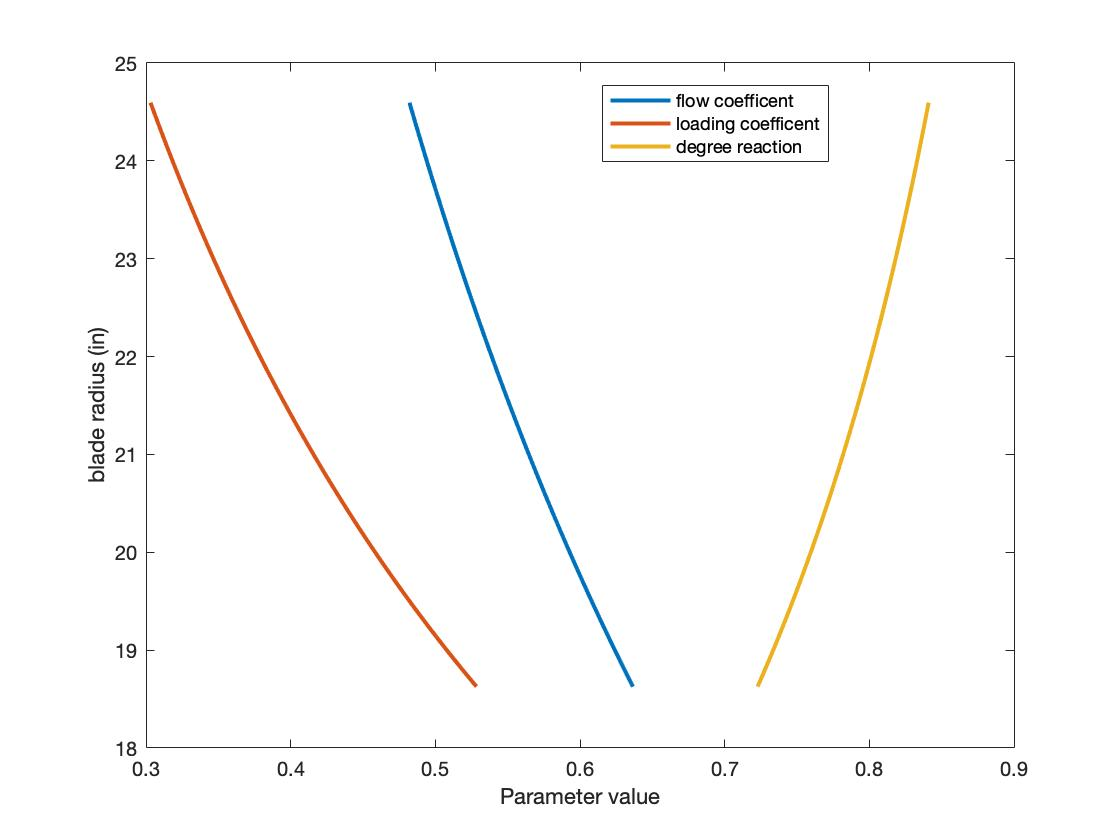 25
24
23
22
21
20
19
18
blade radius (in)
flow coefficent
loading coefficent
degree reaction
0.3 0.4 0.5 0.6 0.7 0.8 0.9
Parameter value